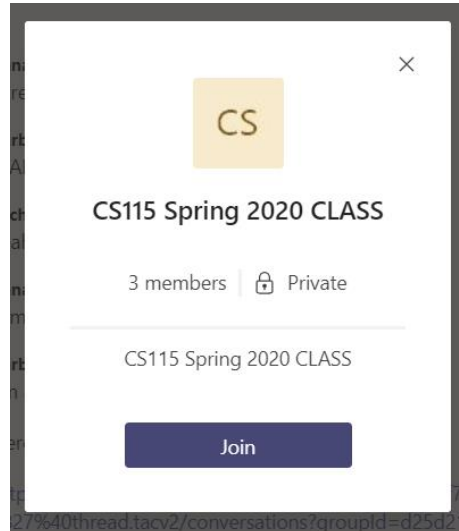 CS
CS115 Spring 2020 CLASS
3 members Private
CS115 Spring 2020 CLASS
Join
27%40thread.tacv2/conversations?groupId=d25d2